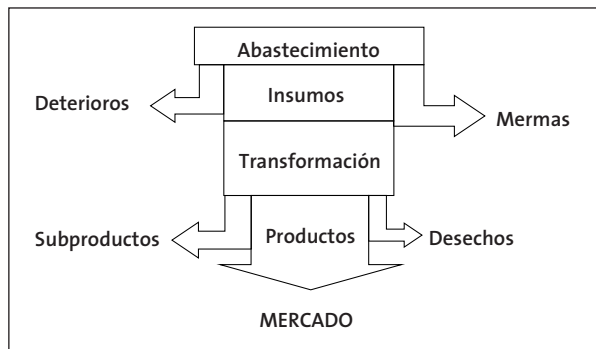 Abastecimiento
Deterioros
Insumos
Mermas
Transformación
Subproductos
Productos
Desechos
MERCADO